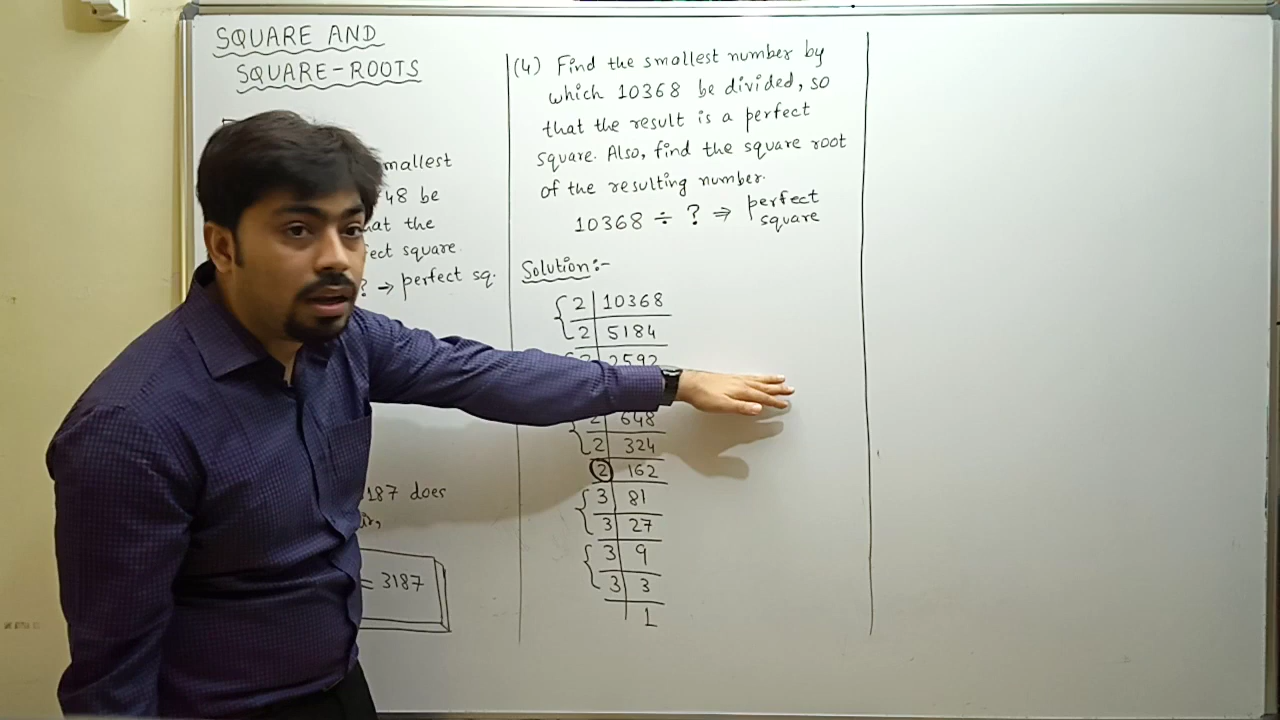 SQUARE AND
SQUARE-ROOTS
smallest
48 be
hat the
fect square
? → perfect sq.
187 does
= 3187
(4) Find the smallest number by
which 10368 be divided, so
that the result is a perfect
square. Also, find the square root
of the resulting number.
10368 ÷ ? ⇒ perfect
square
Solution:-
2 | 10368
2 | 5184
2 | 2592
2 | 648
2 | 324
2 | 162
3 | 81
3 | 27
3 | 9
3 | 3
1